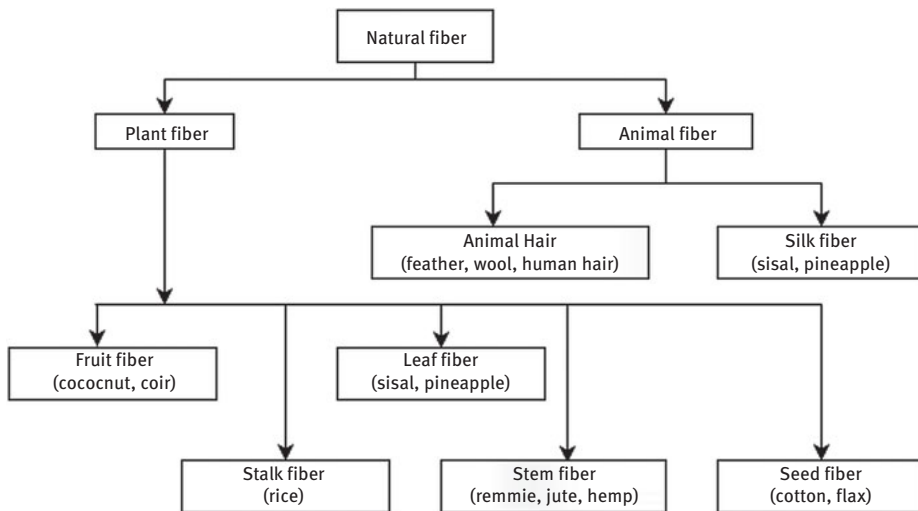 Natural fiber
Plant fiber
Animal fiber
Animal Hair
(feather, wool, human hair)
Silk fiber
(sisal, pineapple)
Fruit fiber
(cococnut, coir)
Leaf fiber
(sisal, pineapple)
Stalk fiber
(rice)
Stem fiber
(remmie, jute, hemp)
Seed fiber
(cotton, flax)